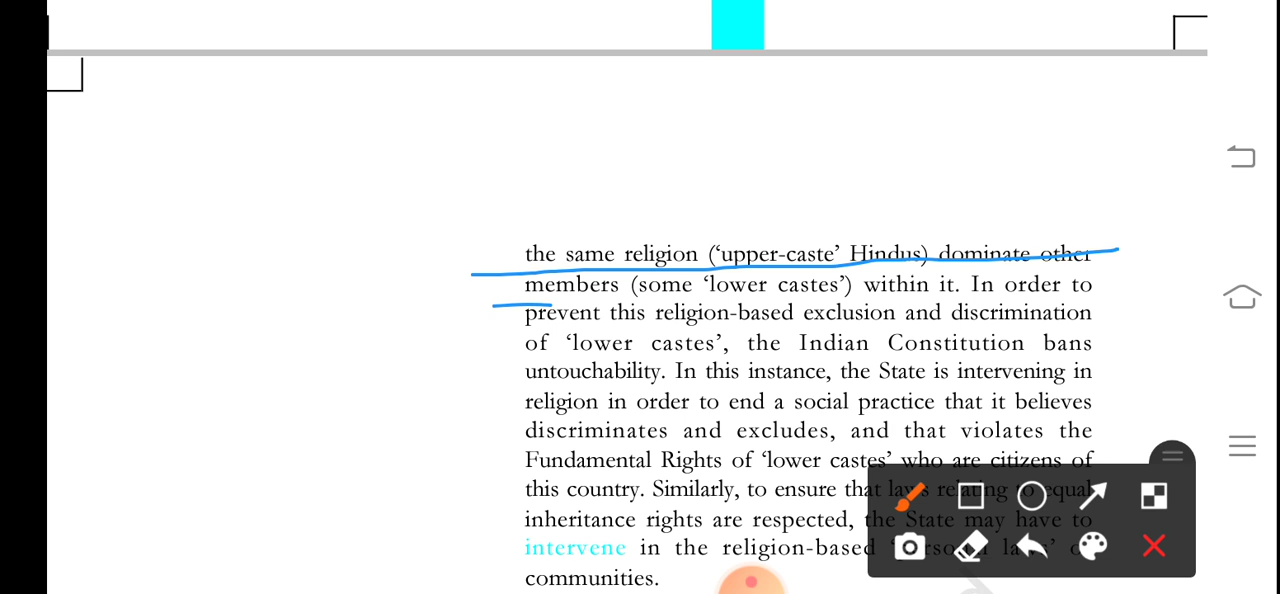 the same religion (‘upper-caste’ Hindus) dominate other
members (some ‘lower castes’) within it. In order to
prevent this religion-based exclusion and discrimination
of ‘lower castes’, the Indian Constitution bans
untouchability. In this instance, the State is intervening in
religion in order to end a social practice that it believes
discriminates and excludes, and that violates the
Fundamental Rights of ‘lower castes’ who are citizens of
this country. Similarly, to ensure that laws relating to equal
inheritance rights are respected, the State may have to
intervene in the religion-based
communities.